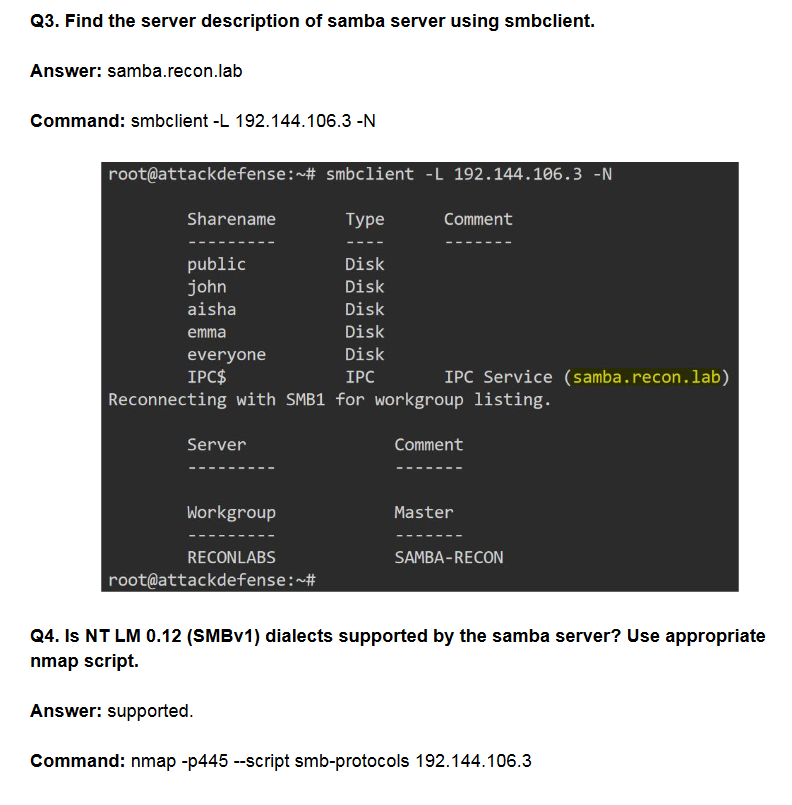 Q3. Find the server description of samba server using smbclient.
Answer: samba.recon.lab
Command: smbclient -L 192.144.106.3 -N
root@attackdefense:~# smbclient -L 192.144.106.3 -N
Sharename Type Comment
--------- ---- -------
public Disk
john Disk
aisha Disk
emma Disk
everyone Disk
IPC$ IPC IPC Service (samba.recon.lab)
Reconnecting with SMB1 for workgroup listing.
Server Comment
--------- -------
Workgroup Master
--------- -------
RECONLABS SAMBA-RECON
root@attackdefense:~#
Q4. Is NT LM 0.12 (SMBv1) dialects supported by the samba server? Use appropriate
nmap script.
Answer: supported.
Command: nmap -p445 --script smb-protocols 192.144.106.3